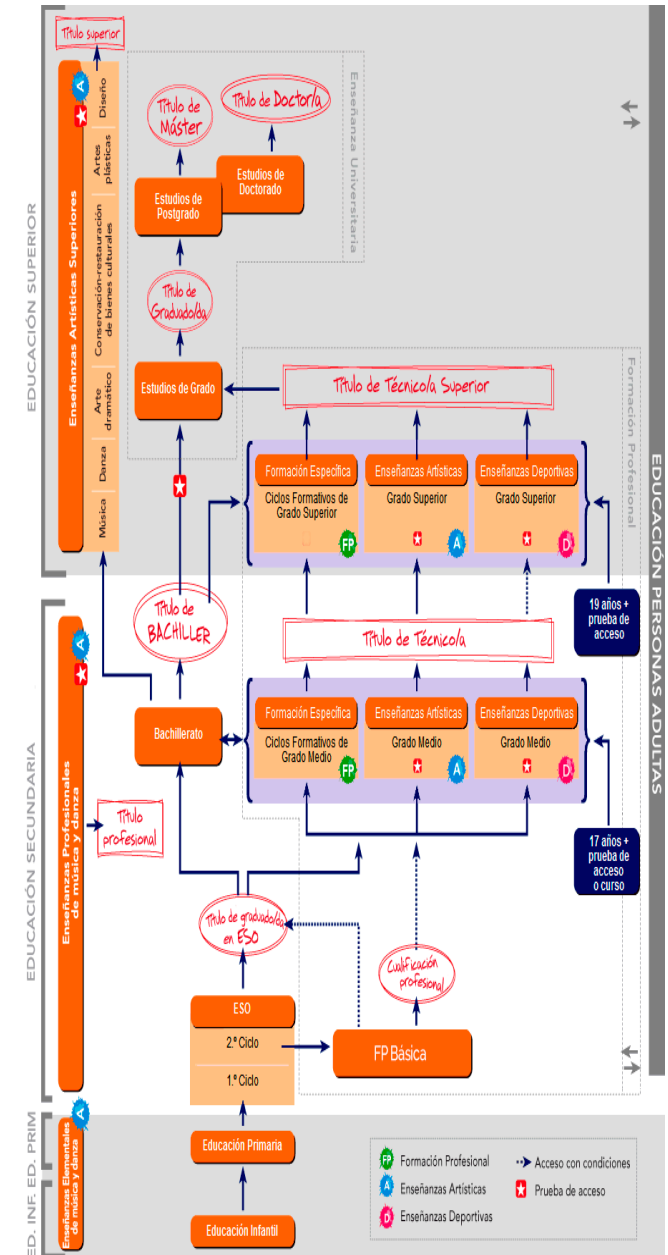 EDUCACIÓN SUPERIOR
Enseñanzas Artísticas Superiores
A
Título superior
Música
Danza
Arte
dramático
Conservación-restauración
de bienes culturales
Artes
plásticas
Diseño
Enseñanza Universitaria
Título de
Máster
Título de Doctor/a
Estudios de
Postgrado
Estudios de
Doctorado
Título de
Graduado/da
Estudios de Grado
Formación Profesional
Título de Técnico/a Superior
Formación Específica
Ciclos Formativos de
Grado Superior
FP
Enseñanzas Artísticas
Grado Superior
A
Enseñanzas Deportivas
Grado Superior
D
19 años +
prueba de
acceso
EDUCACIÓN PERSONAS ADULTAS
EDUCACIÓN SECUNDARIA
Enseñanzas Profesionales
de música y danza
A
Título
profesional
Título de
BACHILLER
Bachillerato
Título de Técnico/a
Formación Específica
Ciclos Formativos de
Grado Medio
FP
Enseñanzas Artísticas
Grado Medio
A
Enseñanzas Deportivas
Grado Medio
D
17 años +
prueba de
acceso
o curso
Título de graduado/da
en ESO
Cualificación
profesional
ESO
2.º Ciclo
1.º Ciclo
FP Básica
ED. INF. ED. PRIM
Enseñanzas Elementales
de música y danza
A
Educación Primaria
Educación Infantil
FP Formación Profesional
A Enseñanzas Artísticas
D Enseñanzas Deportivas
Acceso con condiciones
Prueba de acceso